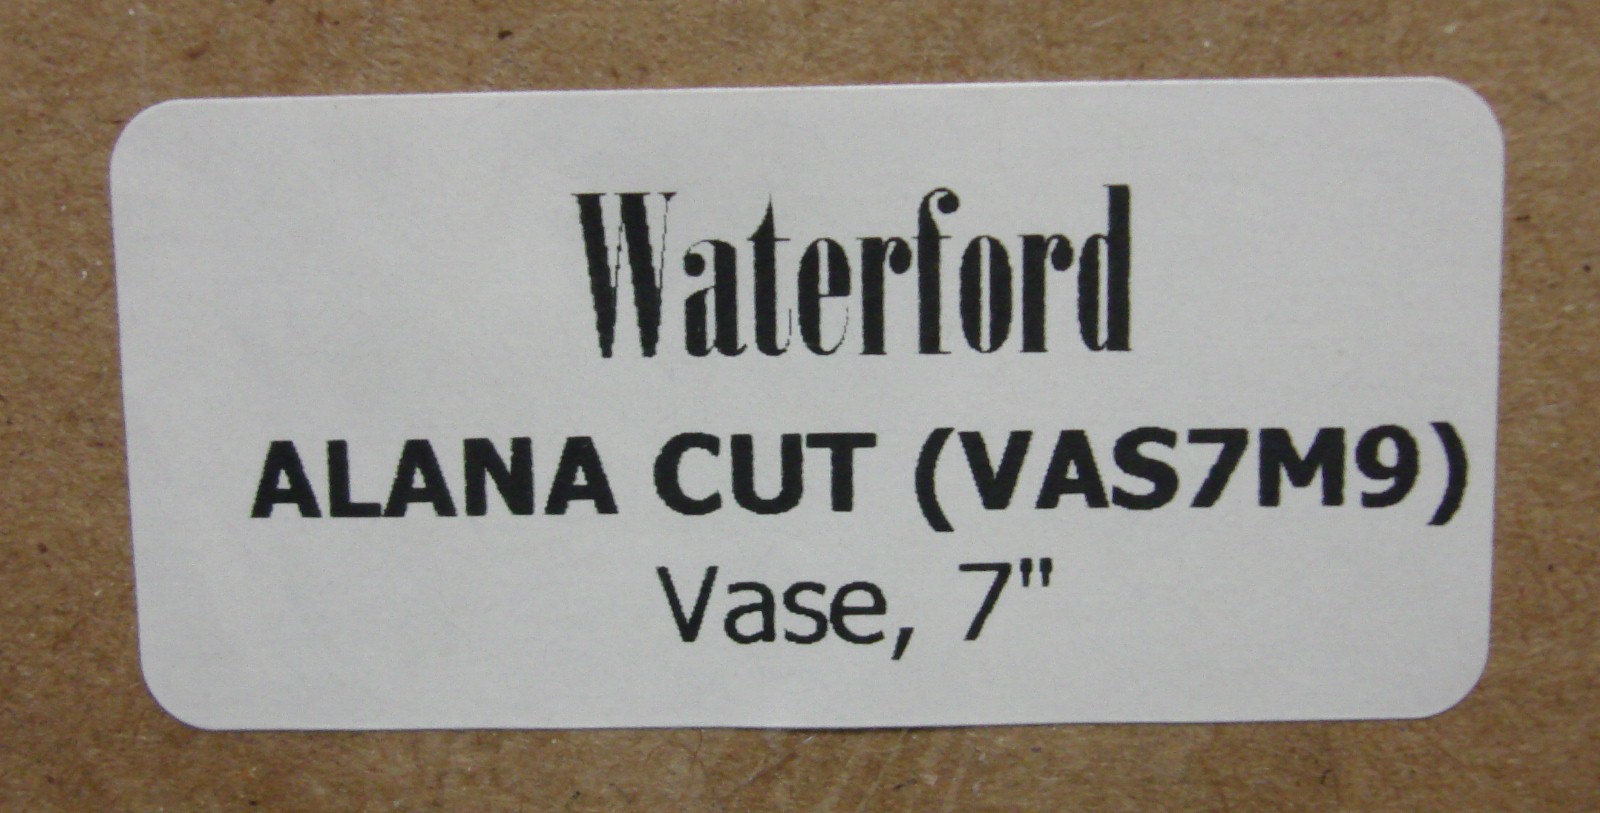 Waterford
ALANA CUT (VAS7M9)
Vase, 7"